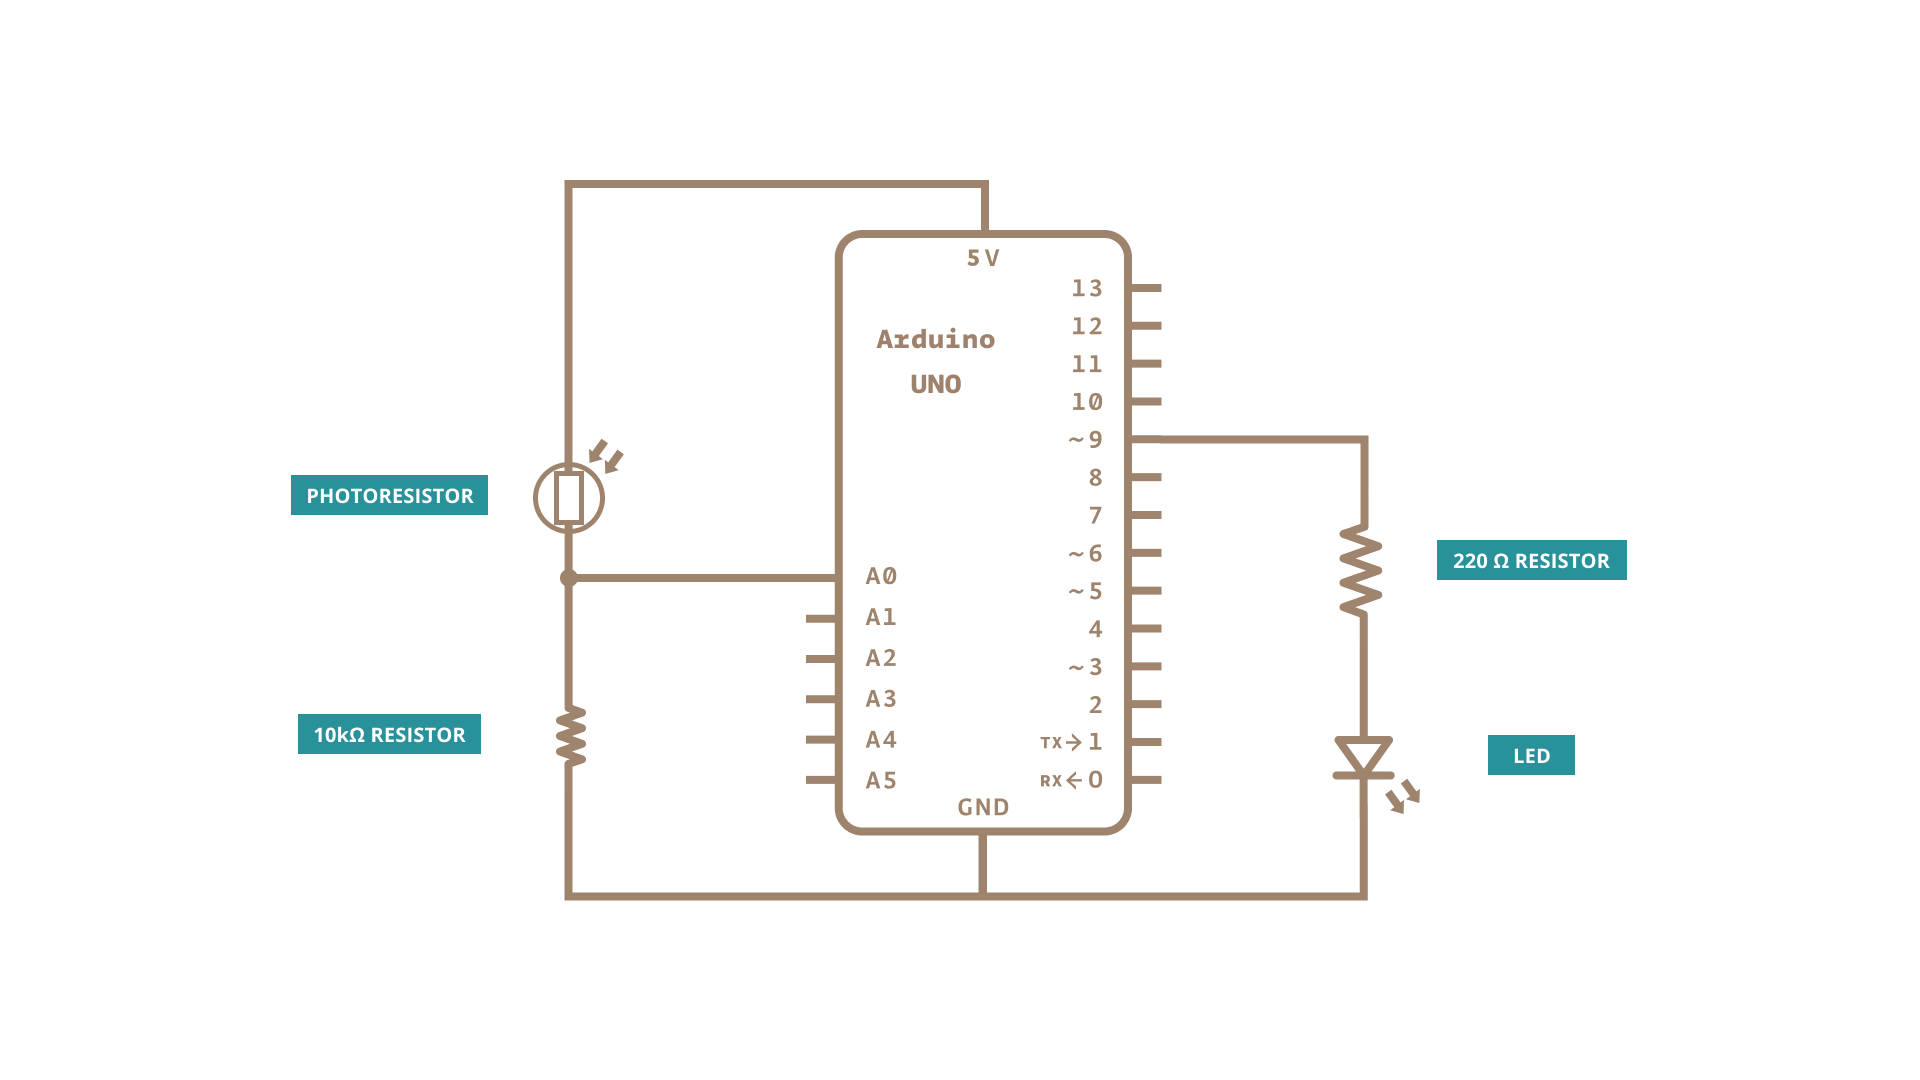 5V
Arduino
UNO
13
12
11
10
~9
8
7
~6
~5
4
~3
2
TX→1
RX←0
A0
A1
A2
A3
A4
A5
GND
PHOTORESISTOR
10kΩ RESISTOR
220 Ω RESISTOR
LED